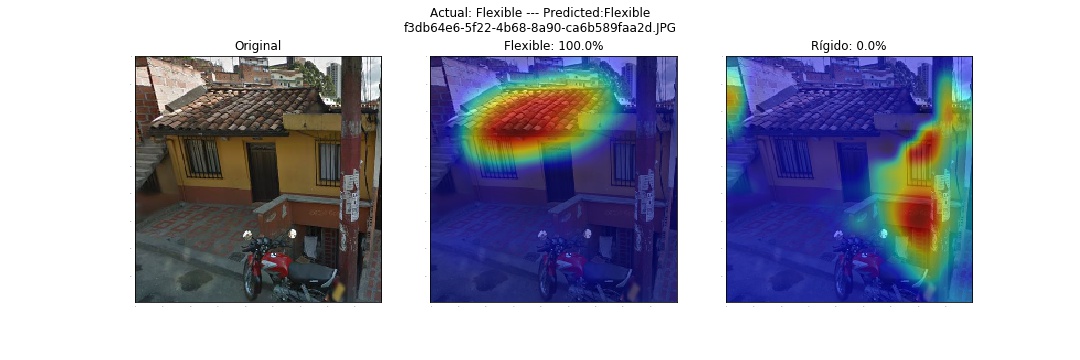 Actual: Flexible --- Predicted:Flexible
f3db64e6-5f22-4b68-8a90-ca6b589faa2d.JPG
Original
Flexible: 100.0%
Rígido: 0.0%